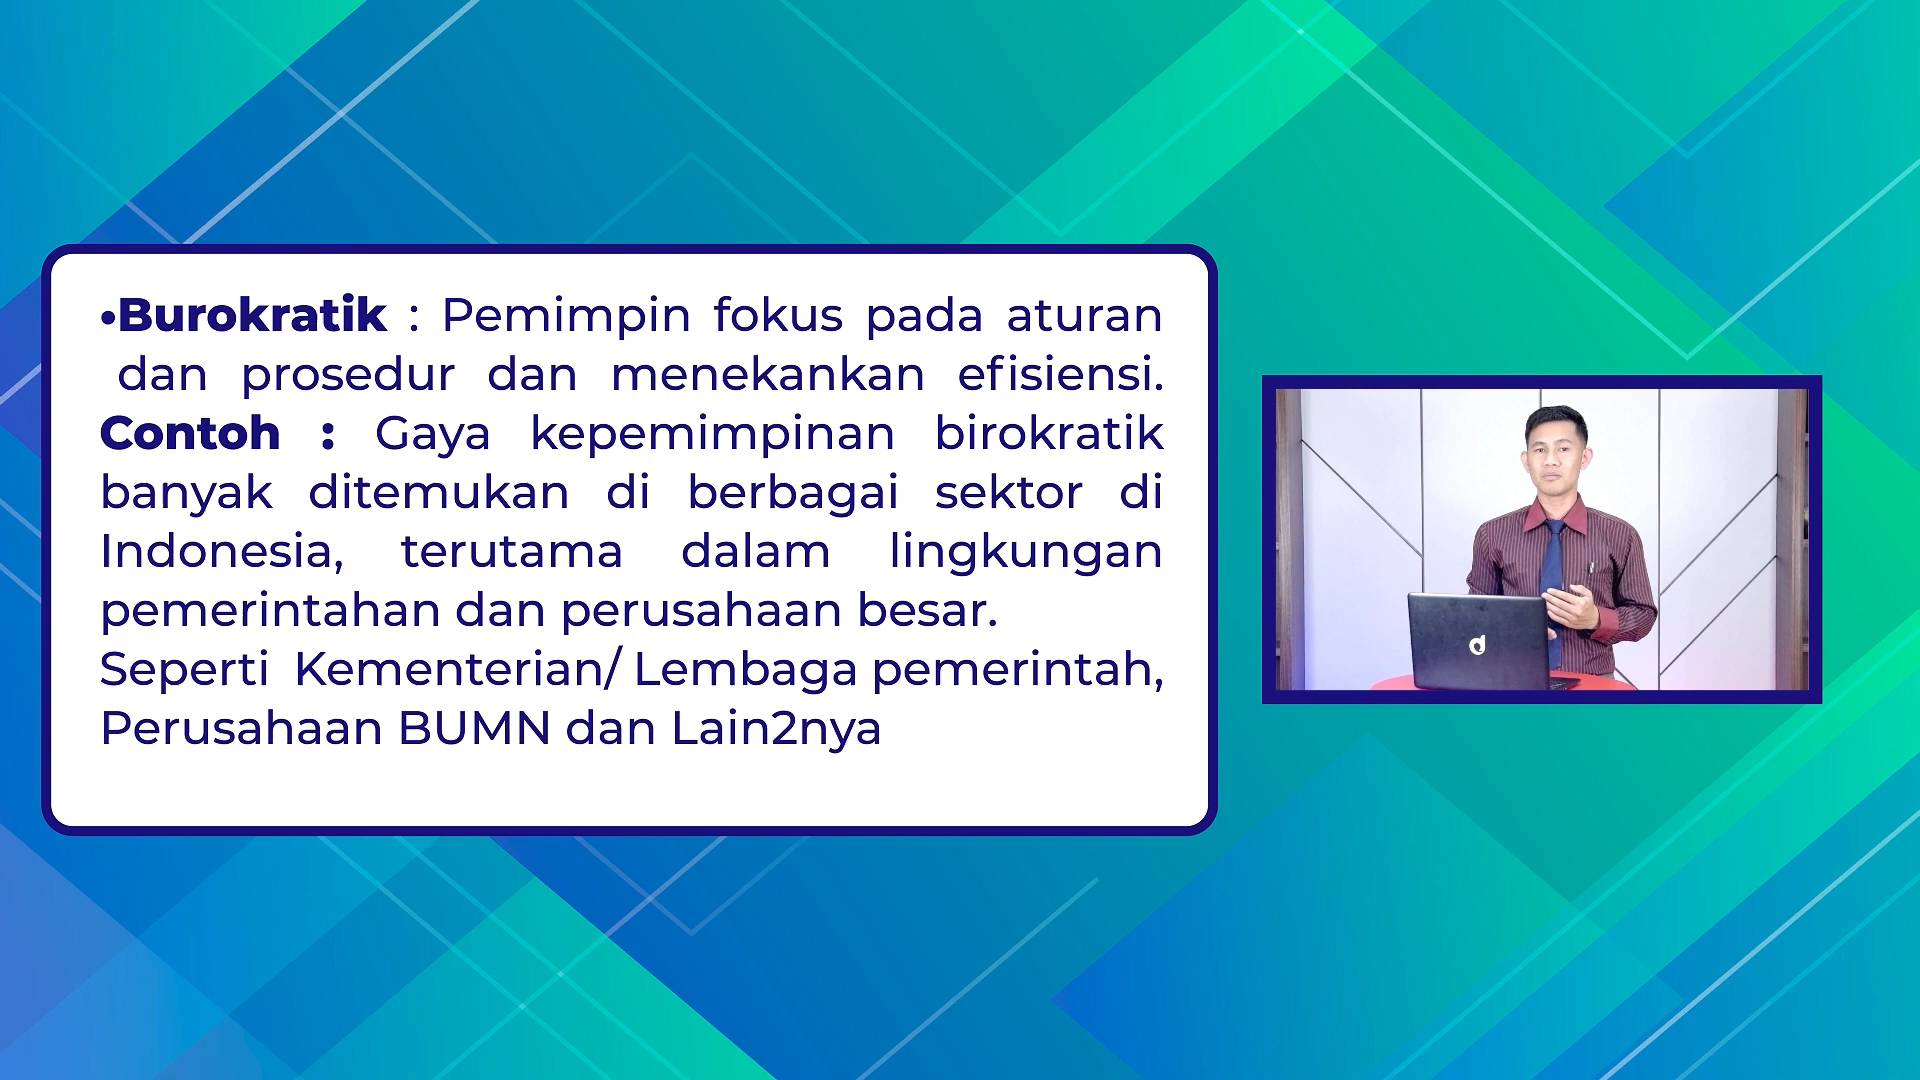 •Burokratik : Pemimpin fokus pada aturan
dan prosedur dan menekankan efisiensi.
Contoh : Gaya kepemimpinan birokratik
banyak ditemukan di berbagai sektor di
Indonesia, terutama dalam lingkungan
pemerintahan dan perusahaan besar.
Seperti Kementerian/ Lembaga pemerintah,
Perusahaan BUMN dan Lain2nya